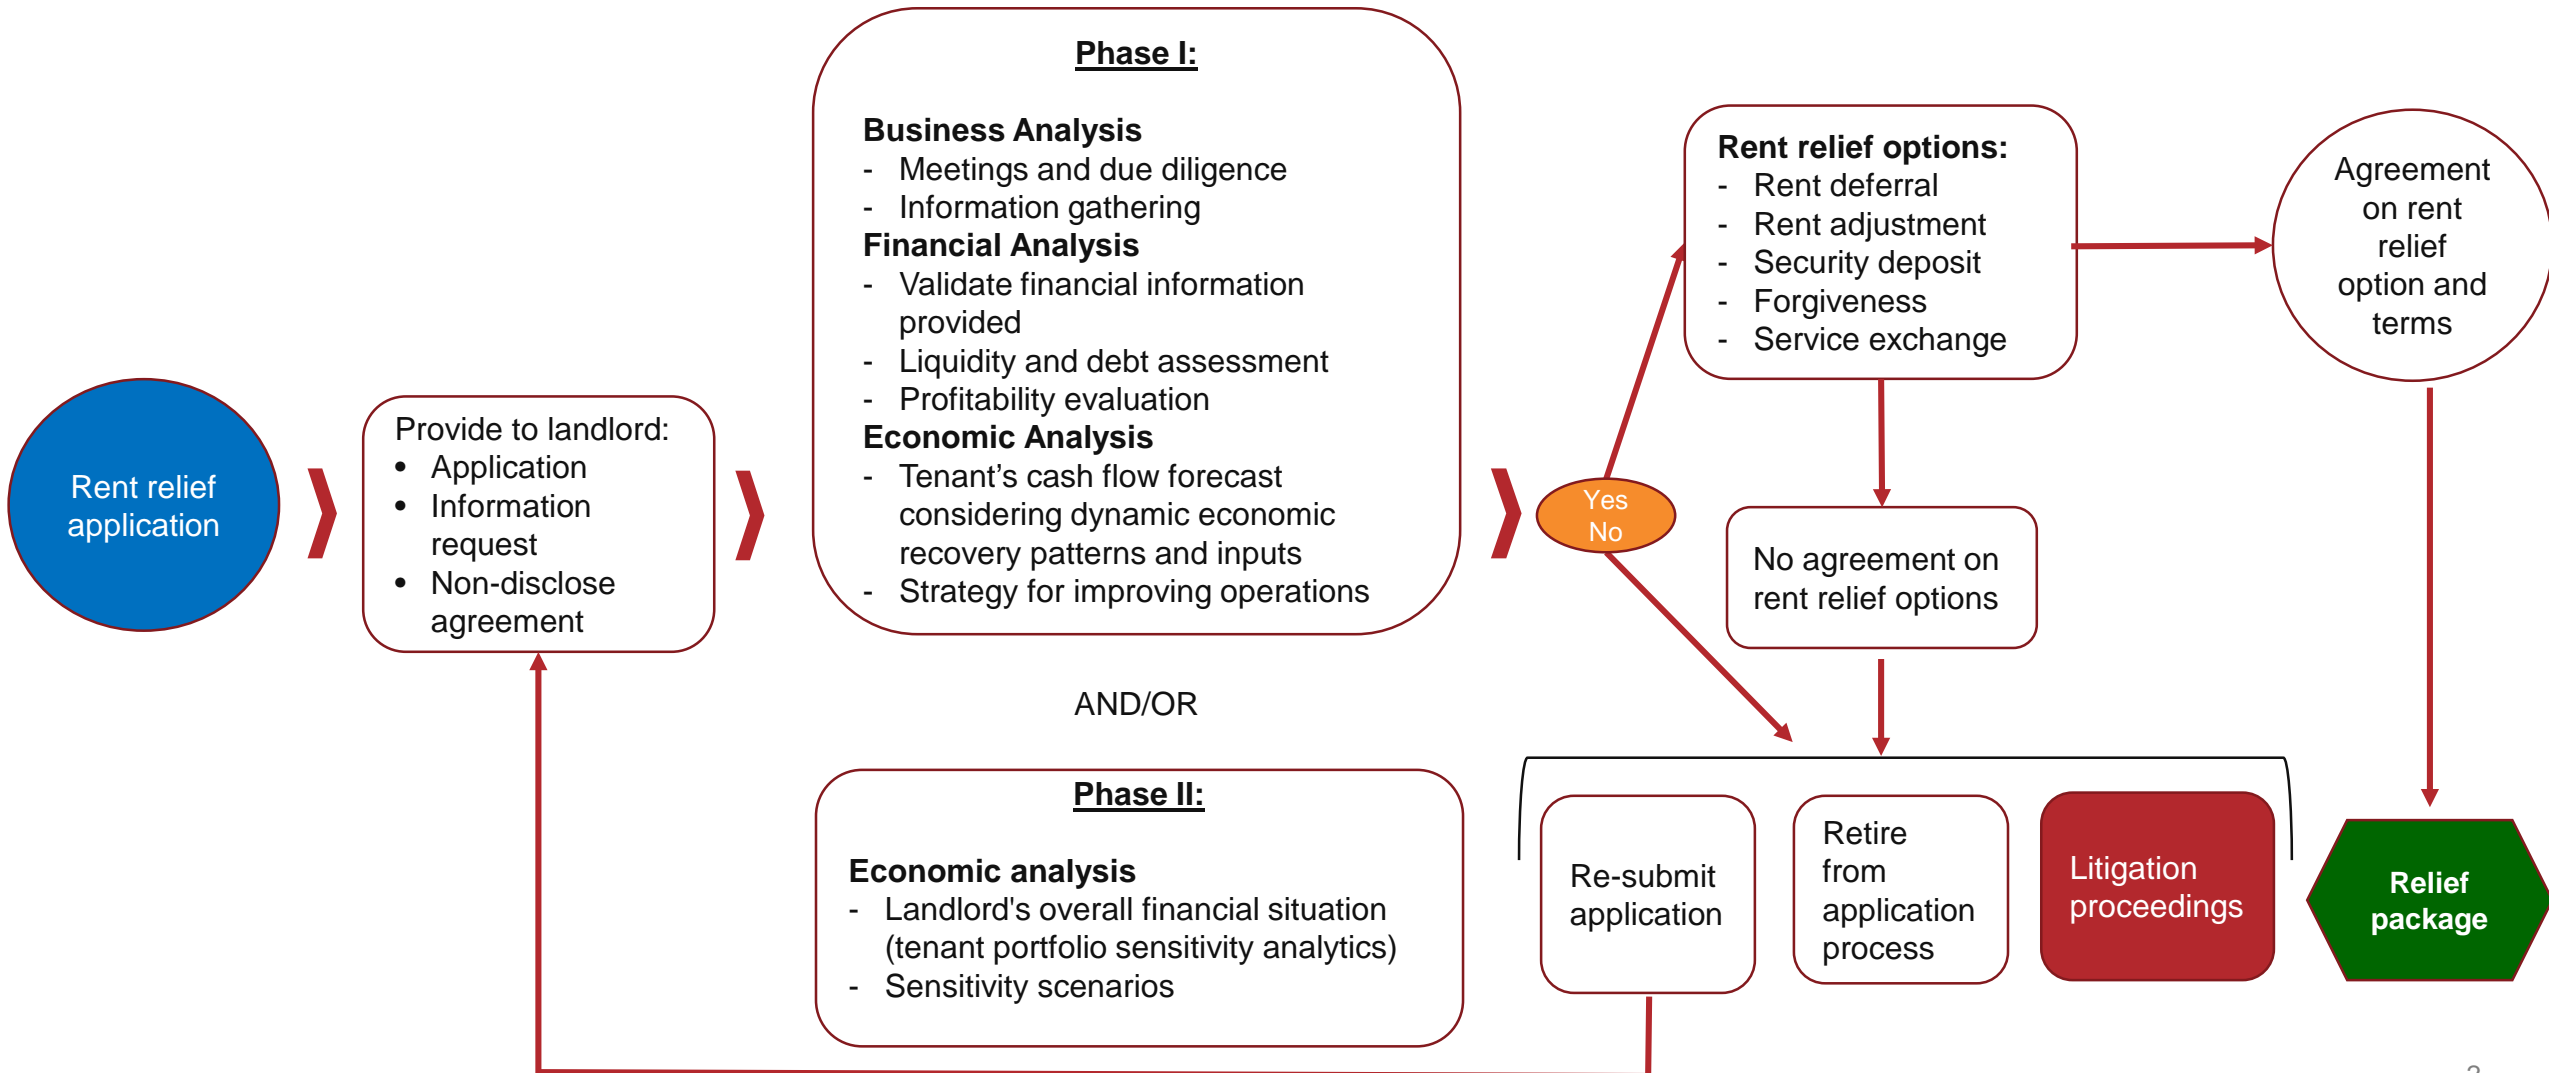 Rent relief
application
Provide to landlord:
• Application
• Information
request
• Non-disclose
agreement
Phase I:
Business Analysis
- Meetings and due diligence
- Information gathering
Financial Analysis
- Validate financial information
provided
- Liquidity and debt assessment
- Profitability evaluation
Economic Analysis
- Tenant's cash flow forecast
considering dynamic economic
recovery patterns and inputs
- Strategy for improving operations
AND/OR
Phase II:
Economic analysis
- Landlord's overall financial situation
(tenant portfolio sensitivity analytics)
- Sensitivity scenarios
Yes
No
Rent relief options:
- Rent deferral
- Rent adjustment
- Security deposit
- Forgiveness
- Service exchange
Agreement
on rent
relief
option and
terms
No agreement on
rent relief options
Re-submit
application
Retire
from
application
process
Litigation
proceedings
Relief
package